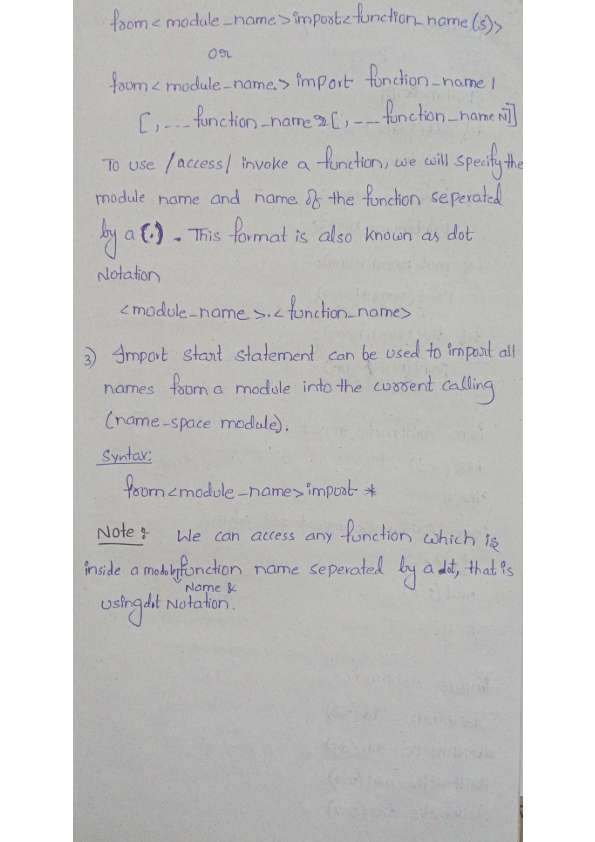 from < module_name > import < function_name(s) >
or
from < module_name. > import function_name 1
[, --- function_name 2 [, --- function_name N]]
To use / access / invoke a function, we will specify the
module name and name of the function seperated
by a (.) . This format is also known as dot
Notation
<module_name >.< function_name>
3) Import Start statement can be used to import all
names from a module into the current calling
(name-space module).
Syntax:
from <module_name> import *
Note : We can access any function which is
inside a module function name seperated by a dot, that is
Name &
using dot Notation.